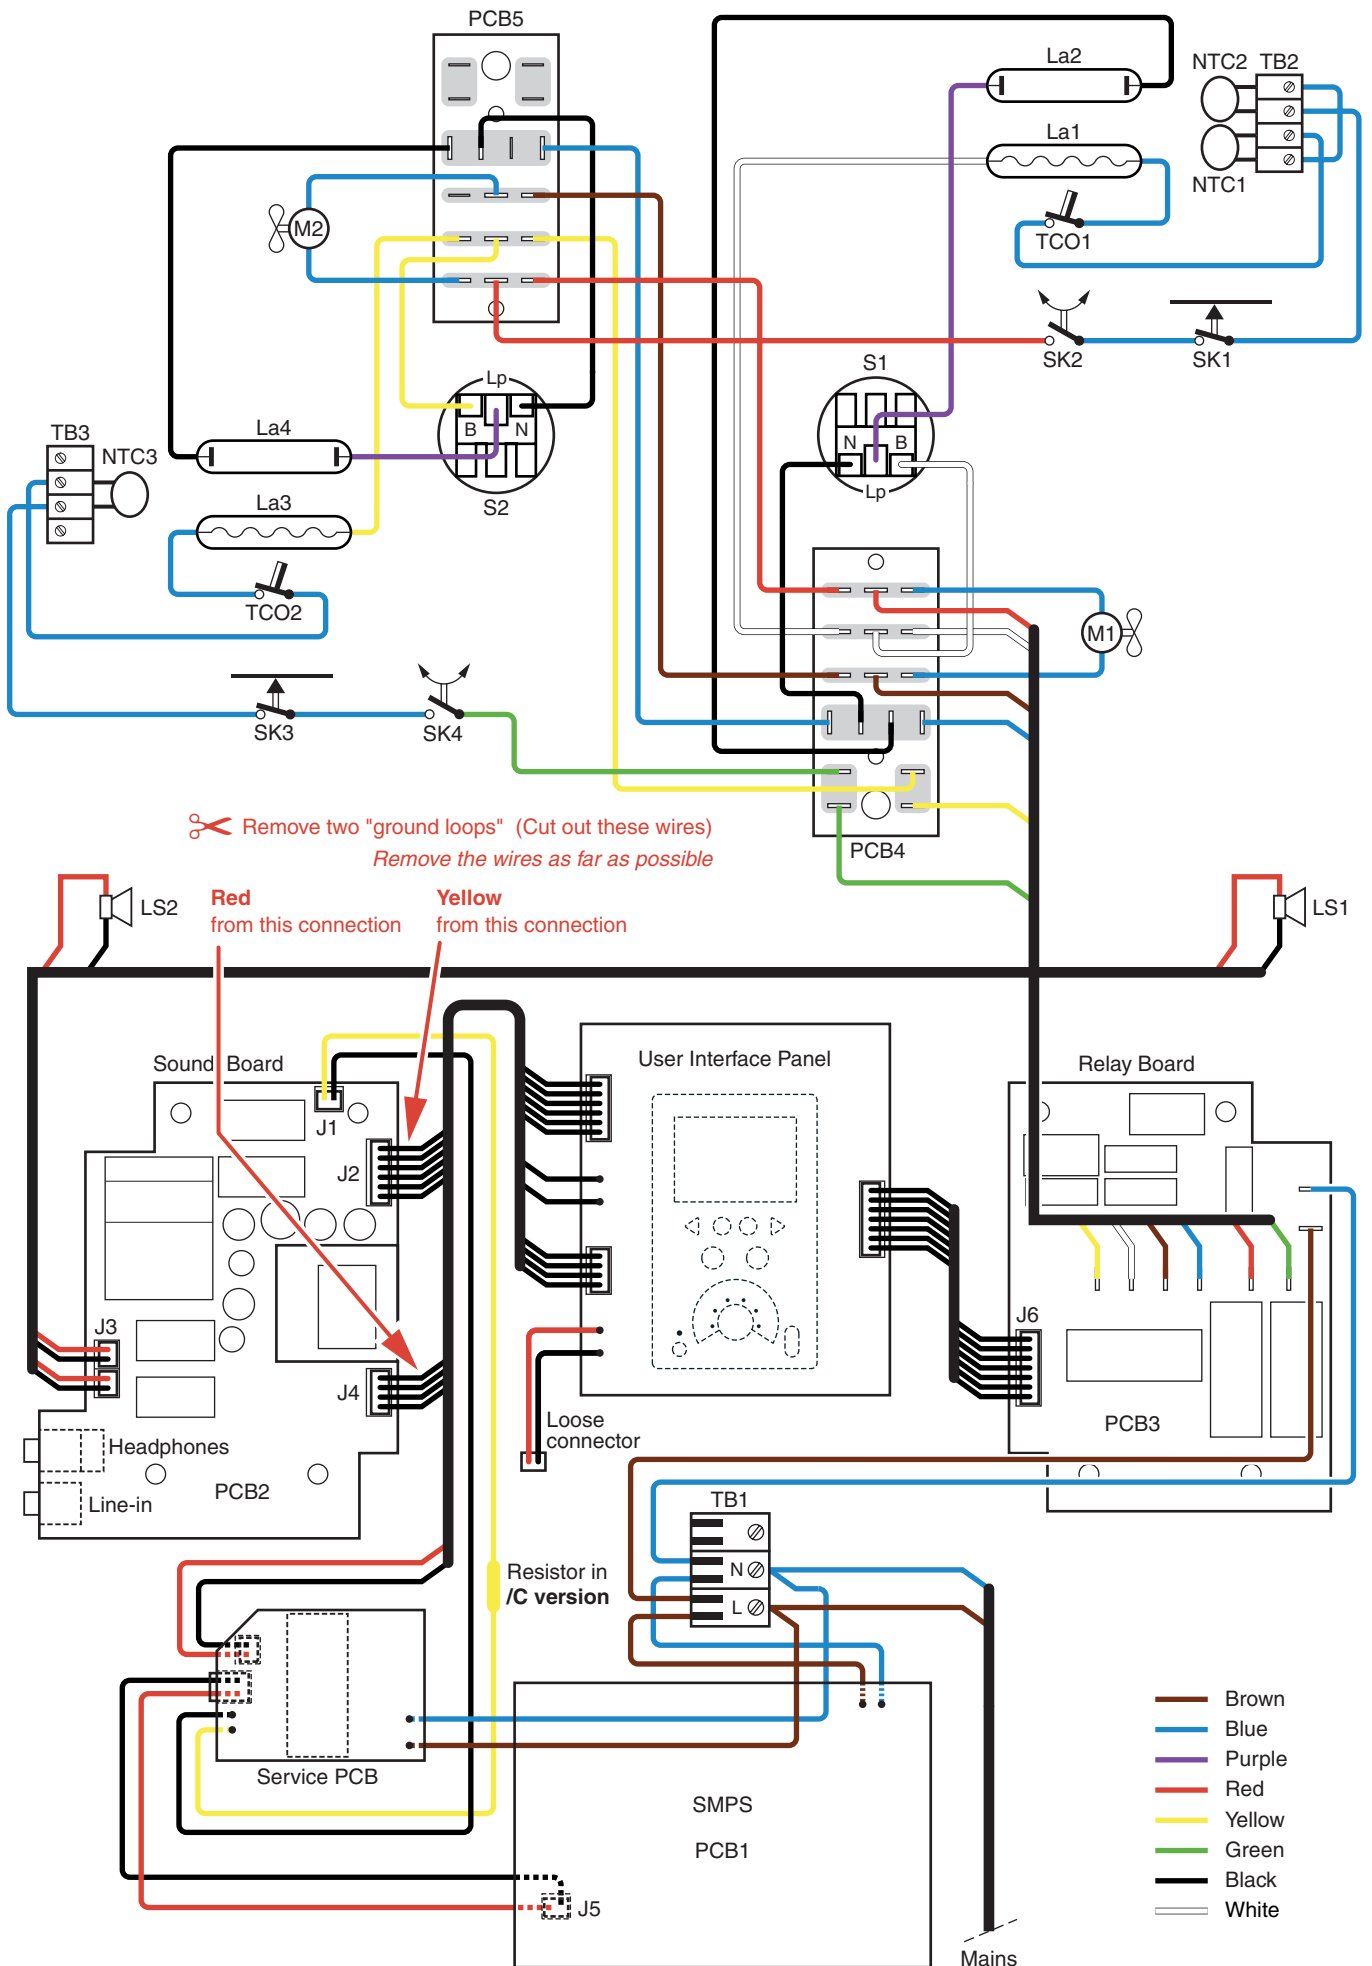 PCB5
La2
NTC2 TB2
La1
NTC1
M2
TCO1
SK2
SK1
S1
Lp
B N
S2
TB3
NTC3
La4
La3
N B
Lp
TCO2
M1
SK3
SK4
PCB4
Remove two "ground loops" (Cut out these wires)
Remove the wires as far as possible
LS2
Red
from this connection
Yellow
from this connection
LS1
Sound Board
User Interface Panel
Relay Board
J1
J2
J3
J4
J6
Loose
connector
PCB3
Headphones
Line-in
PCB2
TB1
N
L
Resistor in
/C version
Service PCB
SMPS
PCB1
J5
Brown
Blue
Purple
Red
Yellow
Green
Black
White
Mains